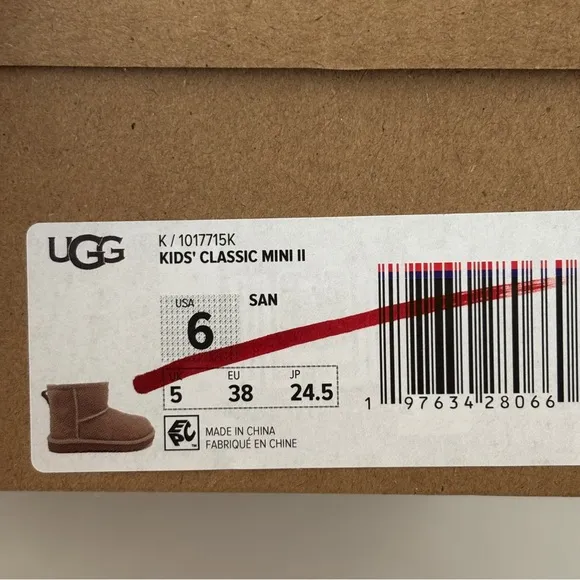 UGG
K / 1017715K
KIDS' CLASSIC MINI II
USA
6
SAN
EU
JP
5
38
24.5
EPC
MADE IN CHINA
FABRIQUÉ EN CHINE
1 97634 28066